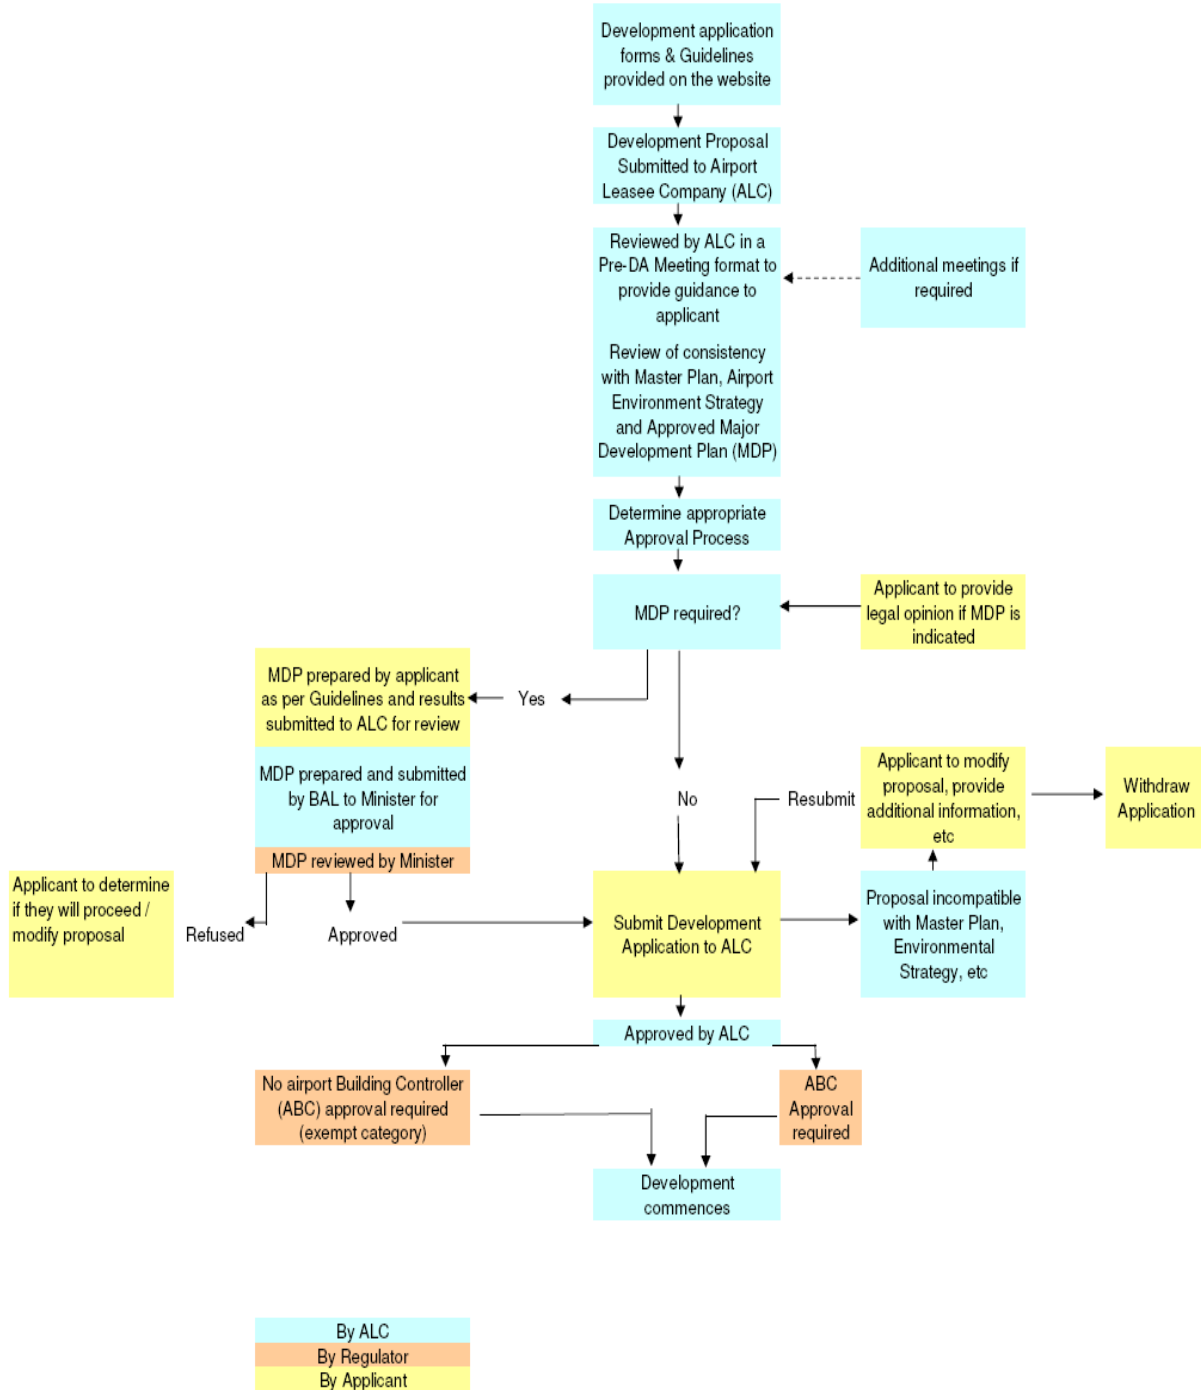 Development application
forms & Guidelines
provided on the website
Development Proposal
Submitted to Airport
Leasee Company (ALC)
Reviewed by ALC in a
Pre-DA Meeting format to
provide guidance to
applicant
Additional meetings if
required
Review of consistency
with Master Plan, Airport
Environment Strategy
and Approved Major
Development Plan (MDP)
Determine appropriate
Approval Process
MDP required?
Applicant to provide
legal opinion if MDP is
indicated
MDP prepared by applicant
as per Guidelines and results
submitted to ALC for review
Yes
MDP prepared and submitted
by BAL to Minister for
approval
No
Resubmit
Applicant to modify
proposal, provide
additional information,
etc
Withdraw
Application
MDP reviewed by Minister
Applicant to determine
if they will proceed /
modify proposal
Refused
Approved
Submit Development
Application to ALC
Proposal incompatible
with Master Plan,
Environmental
Strategy, etc
Approved by ALC
No airport Building Controller
(ABC) approval required
(exempt category)
ABC
Approval
required
Development
commences
By ALC
By Regulator
By Applicant